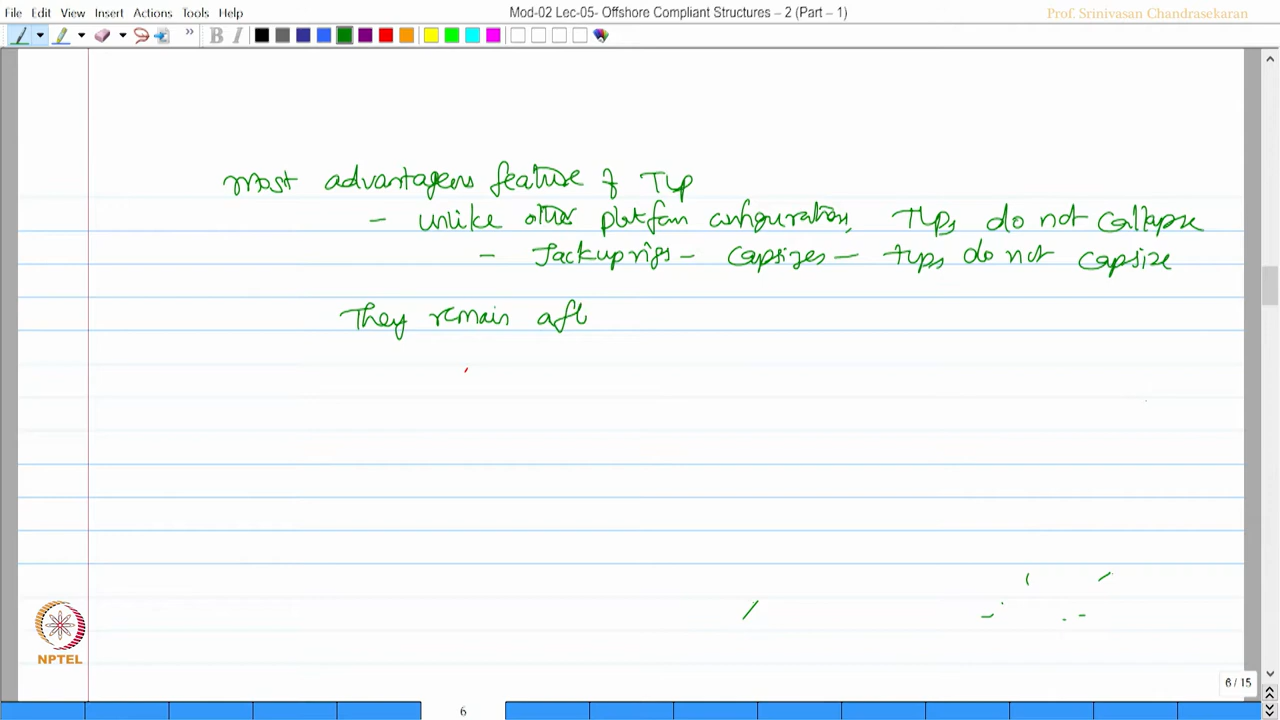 File Edit View Insert Actions Tools Help
Mod-02 Lec-05- Offshore Compliant Structures – 2 (Part – 1)
Prof. Srinivasan Chandrasekaran
B I
Most advantageous feature of TLP
- unlike other platform configurations, TLPs do not collapse
- Jackup rigs - capsizes - TLPs do not capsize
They remain afl
NPTEL
6 / 15
6